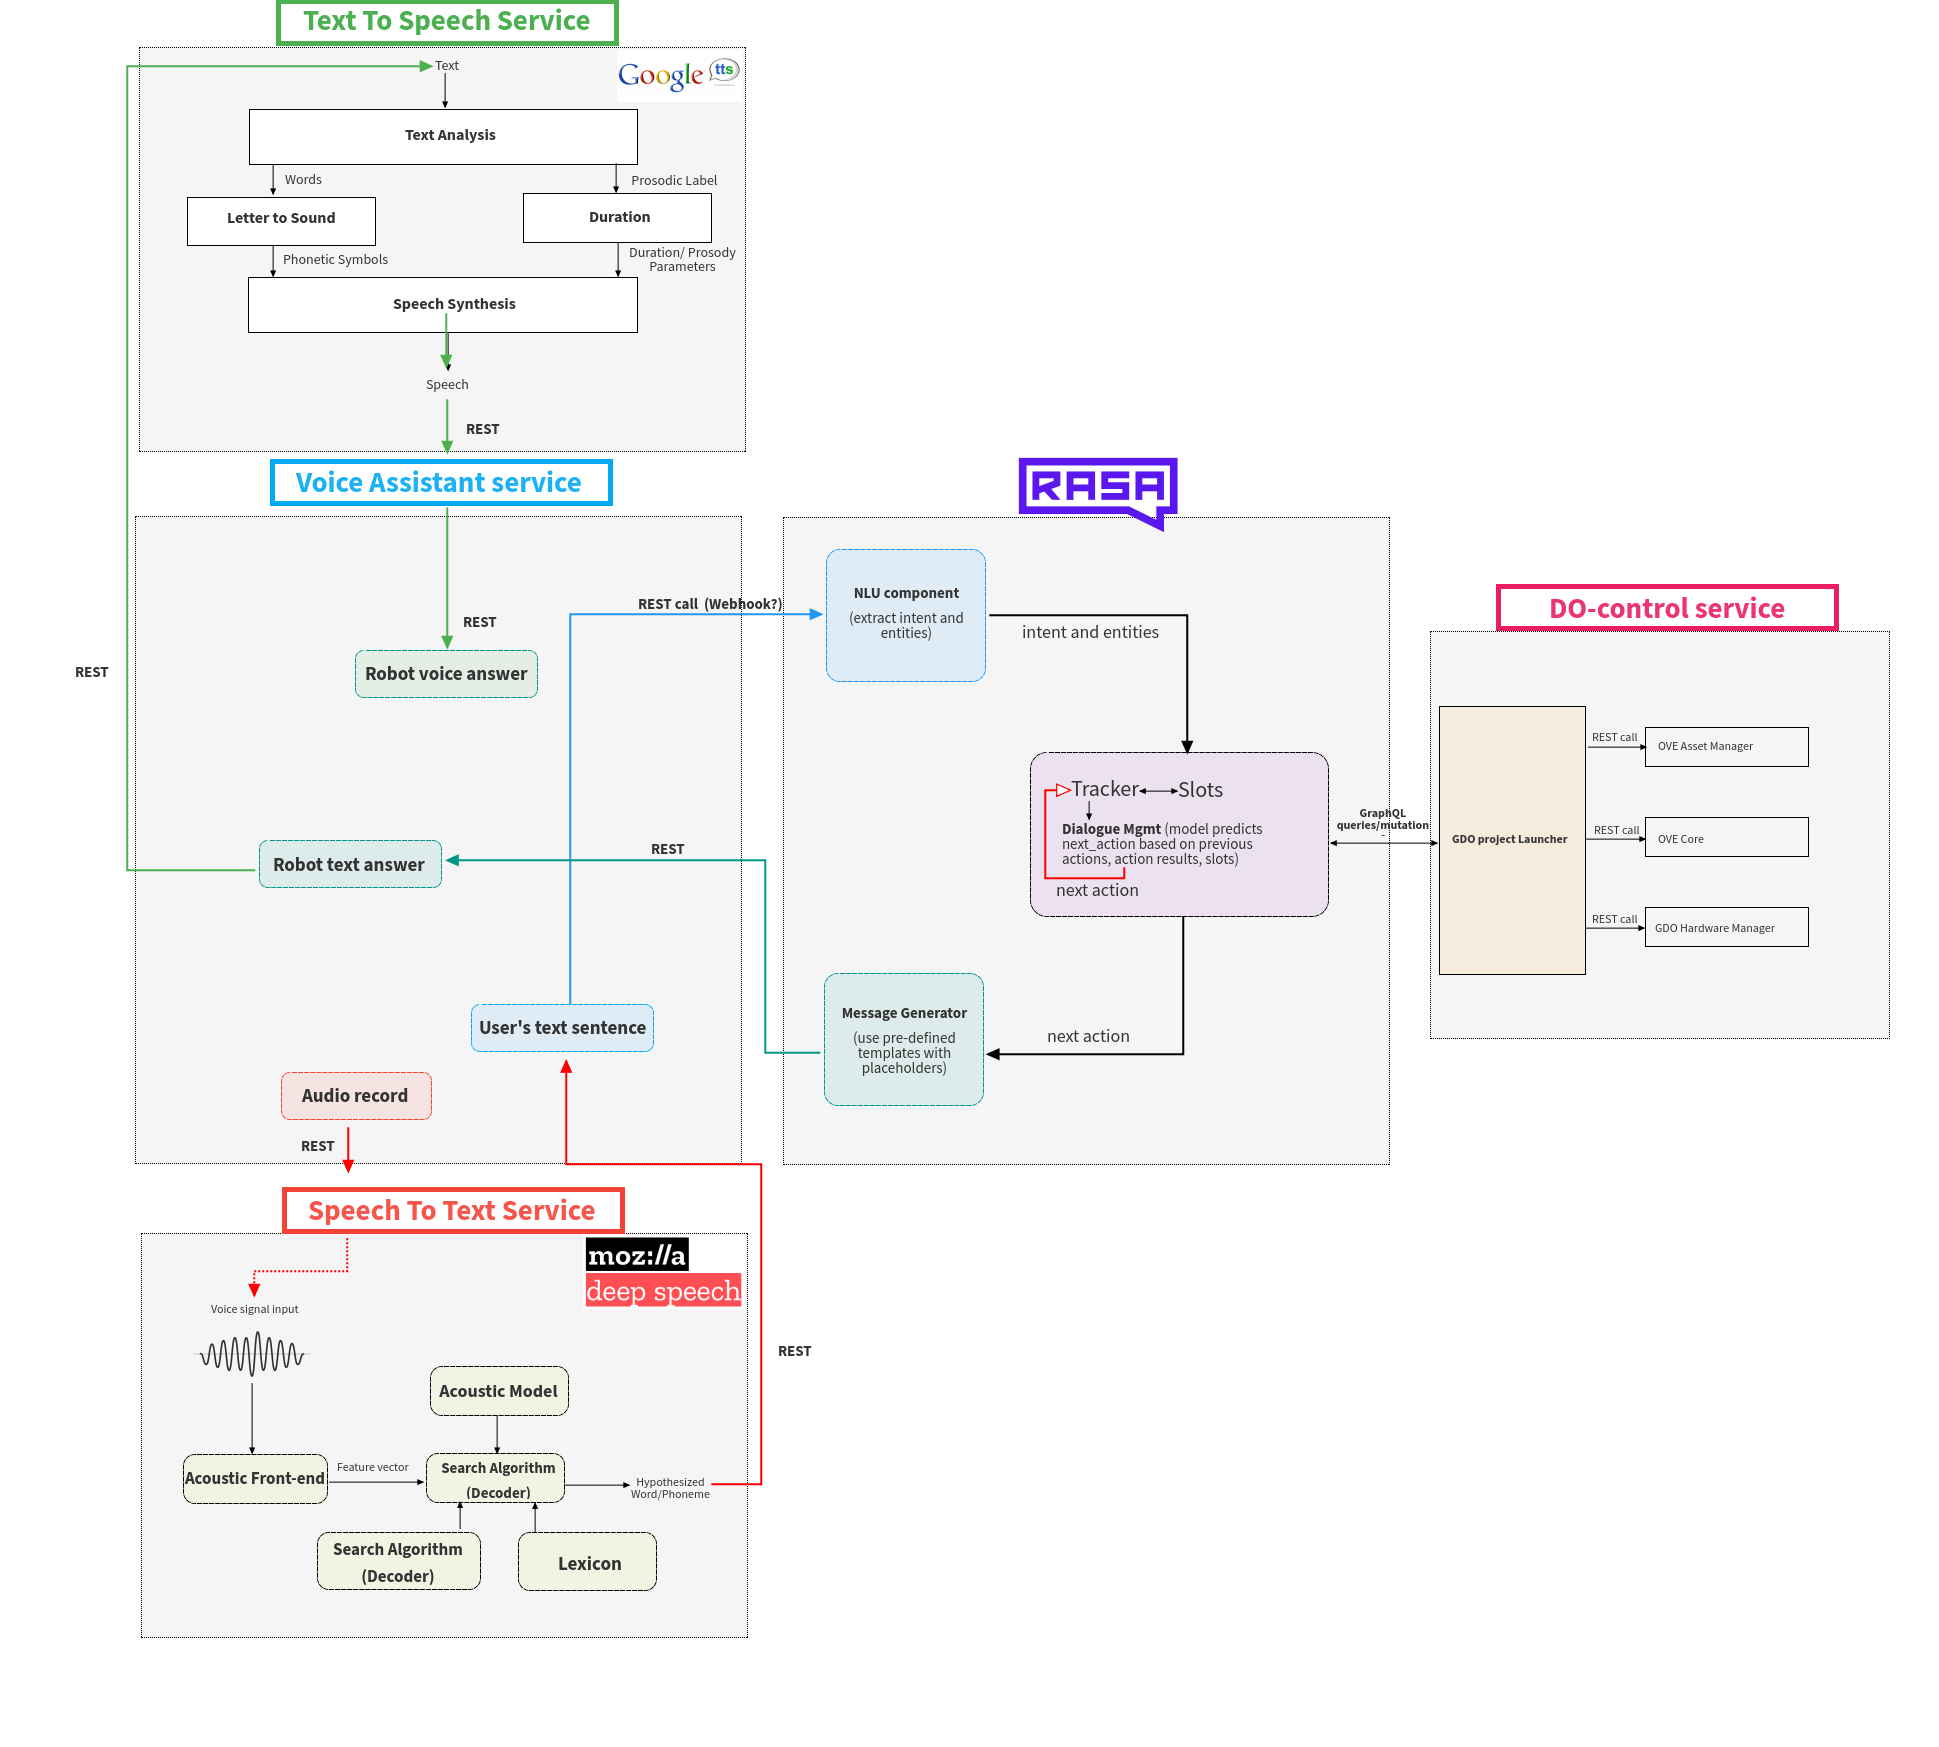 Text To Speech Service
Text
Google tts
Text Analysis
Words
Prosodic Label
Letter to Sound
Duration
Phonetic Symbols
Duration/ Prosody
Parameters
Speech Synthesis
Speech
REST
Voice Assistant service
REST
Robot voice answer
REST
Robot text answer
REST
REST call (Webhook?)
User's text sentence
Audio record
REST
RASA
NLU component
(extract intent and
entities)
intent and entities
Tracker
Slots
Dialogue Mgmt (model predicts
next_action based on previous
actions, action results, slots)
next action
Message Generator
(use pre-defined
templates with
placeholders)
next action
GraphQL
queries/mutation
-
DO-control service
GDO project Launcher
REST call
OVE Asset Manager
REST call
OVE Core
REST call
GDO Hardware Manager
Speech To Text Service
moz://a
deep speech
Voice signal input
REST
Acoustic Model
Acoustic Front-end
Feature vector
Search Algorithm
(Decoder)
Hypothesized
Word/Phoneme
Search Algorithm
(Decoder)
Lexicon